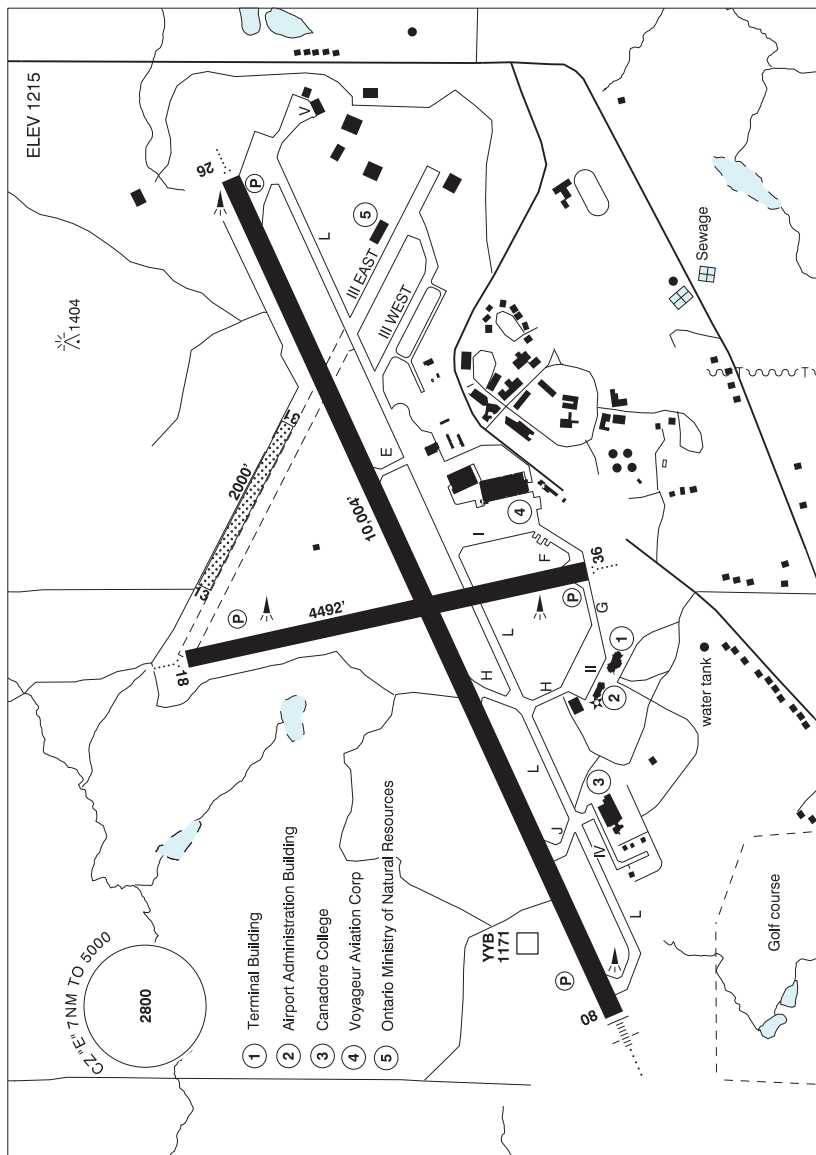 ELEV 1215
CZ "E" 7NM TO 5000
2800
1 Terminal Building
2 Airport Administration Building
3 Canadore College
4 Voyageur Aviation Corp
5 Ontario Ministry of Natural Resources
1404
2000'
13
31
P
18
4492'
10,004'
26
P
V
L
5
III EAST
III WEST
E
I
4
F
36
P
G
L
H
H
II
1
2
L
J
3
IV
L
YYB
1171
P
08
water tank
Golf course
Sewage
T
T